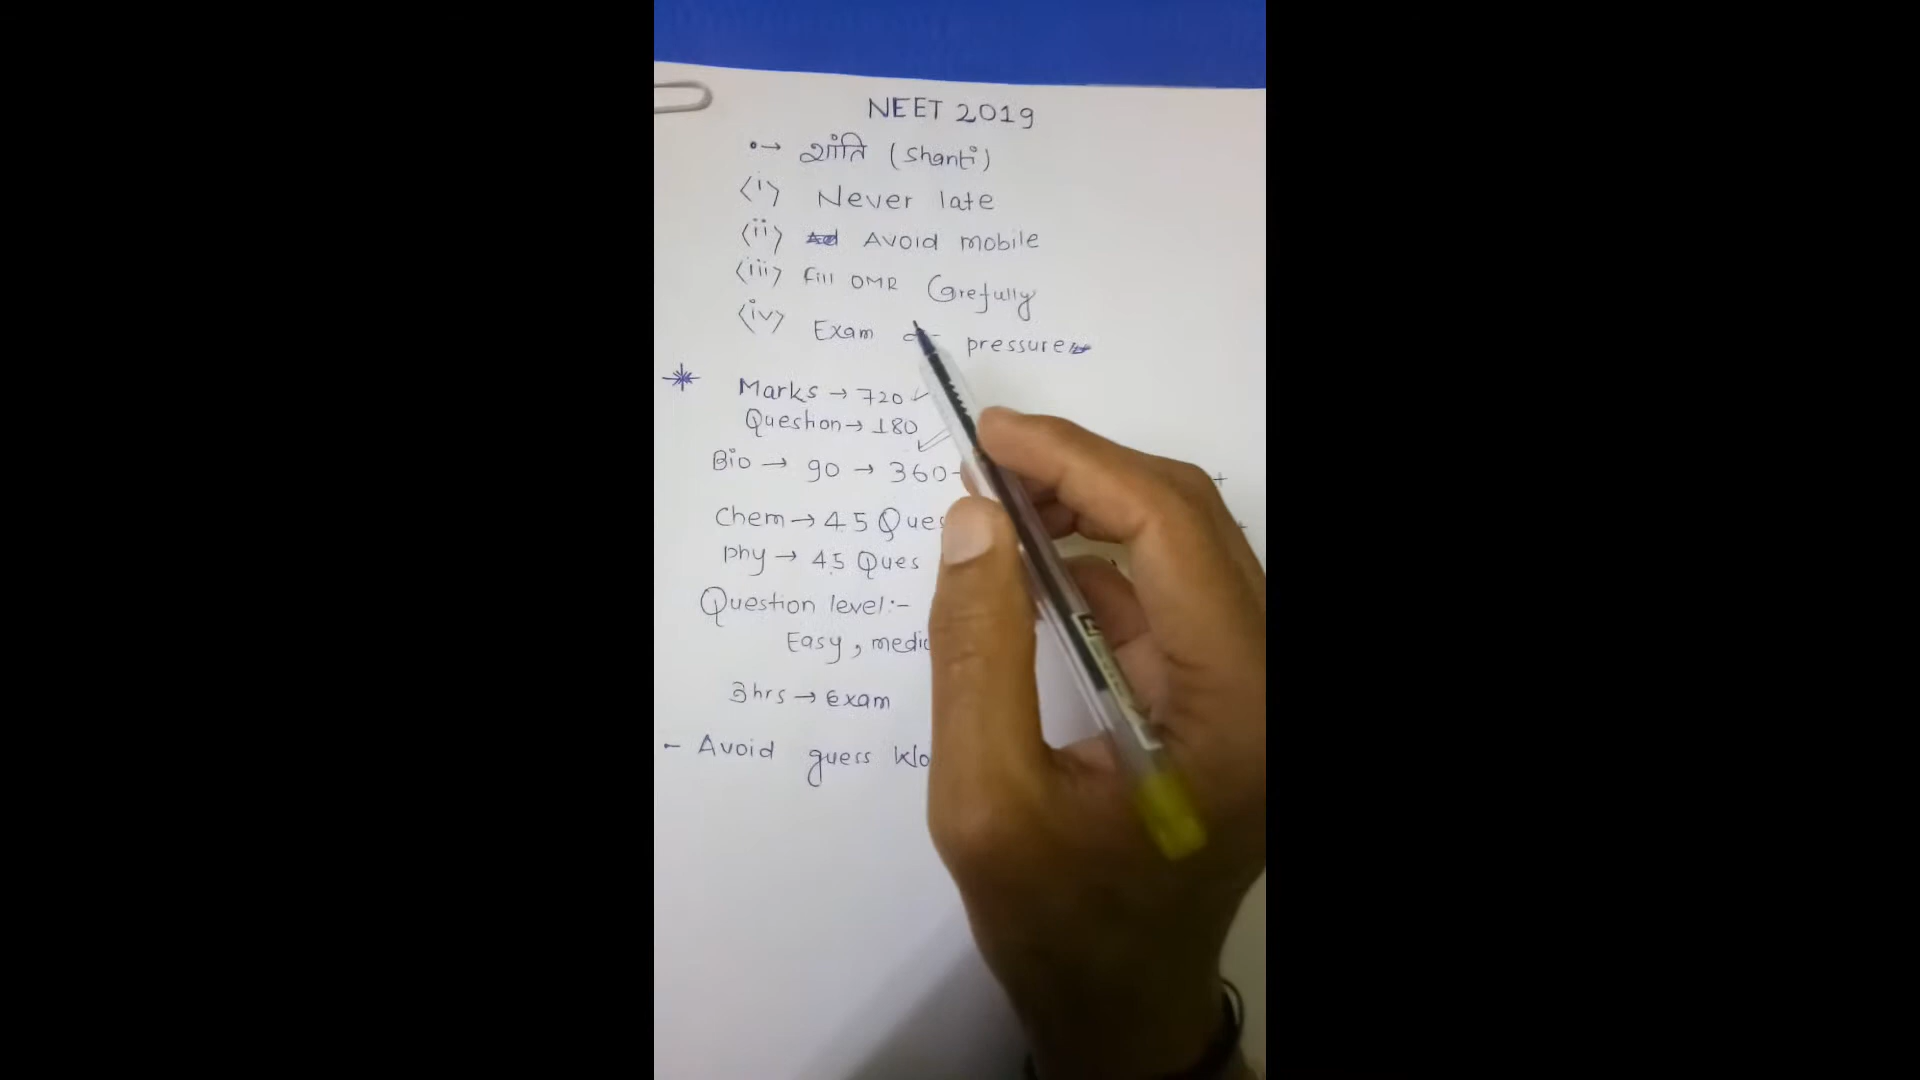 NEET 2019
•→ शांति (Shanti)
<i> Never late
<ii> Avoid mobile
<iii> Fill OMR Carefully
<iv> Exam pressure
Marks → 720
Question → 180
Bio → 90 → 360
Chem → 45 Ques
Phy → 45 Ques
Question level:-
Easy,
3hrs → Exam
- Avoid guess